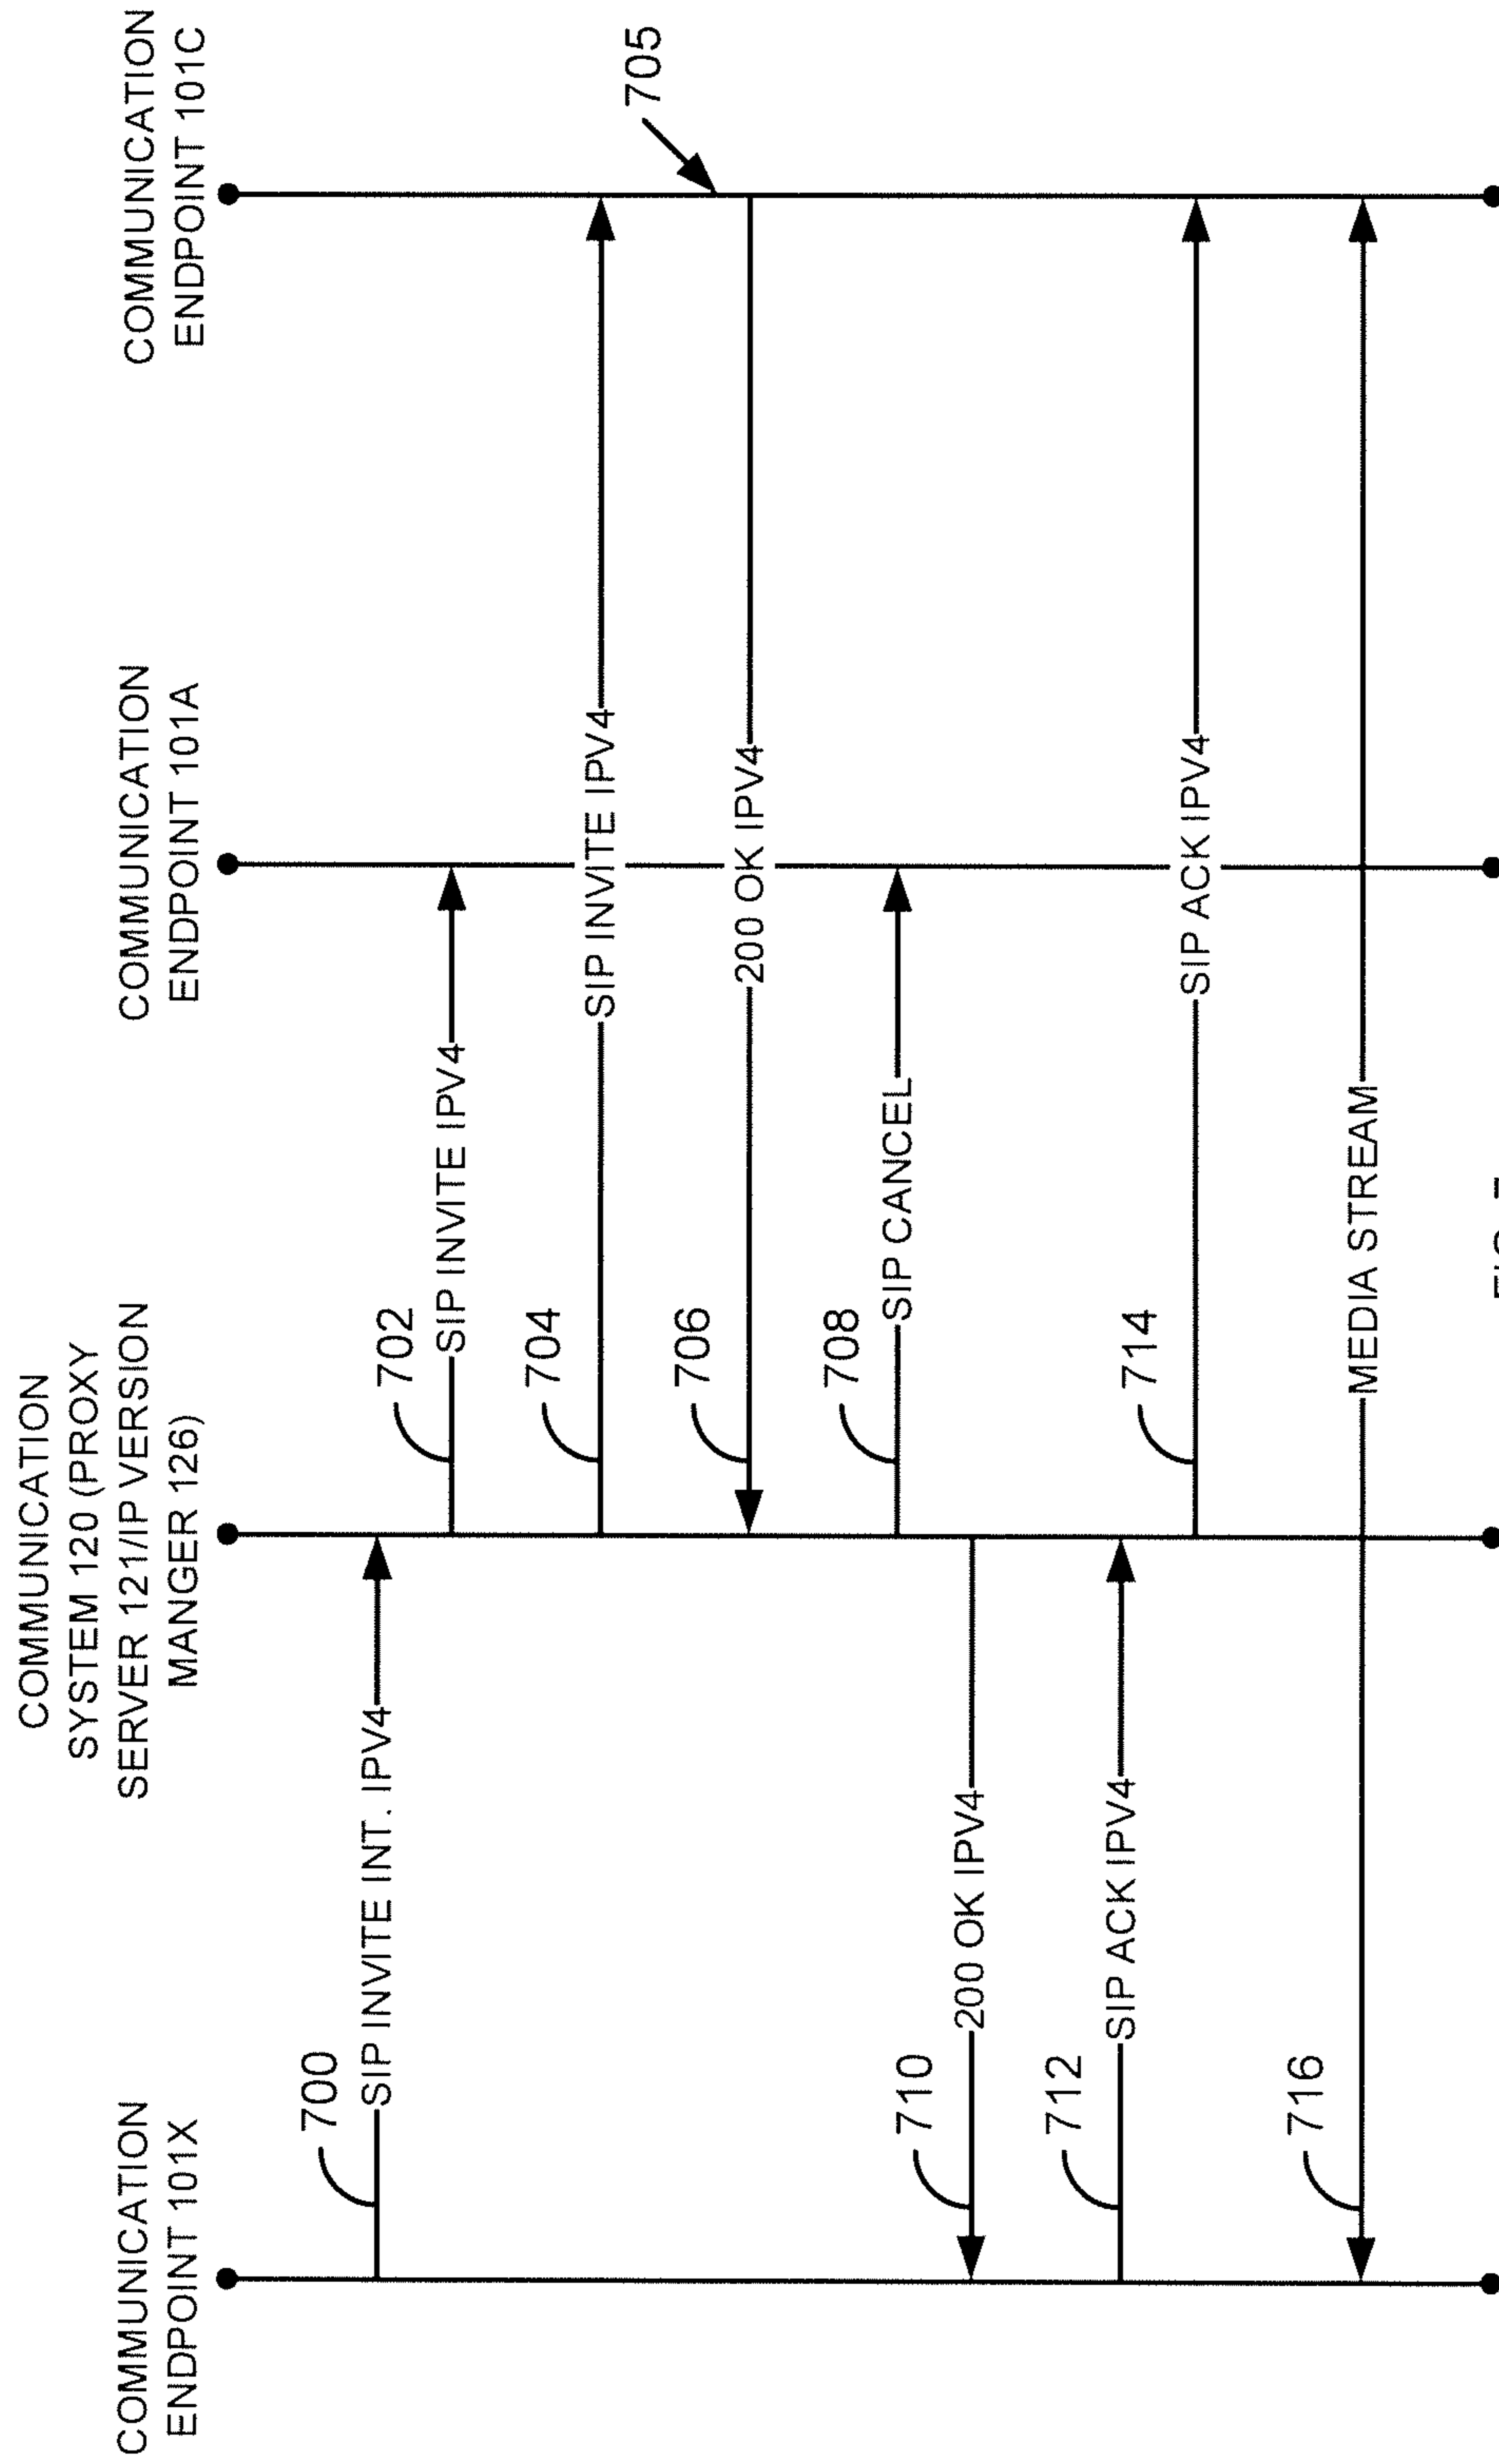 COMMUNICATION
ENDPOINT 101X
COMMUNICATION
SYSTEM 120 (PROXY
SERVER 121/IP VERSION
MANGER 126)
COMMUNICATION
ENDPOINT 101A
COMMUNICATION
ENDPOINT 101C
700
SIP INVITE INT. IPV4
702
SIP INVITE IPV4
704
SIP INVITE IPV4
705
706
200 OK IPV4
708
SIP CANCEL
710
200 OK IPV4
712
SIP ACK IPV4
714
SIP ACK IPV4
716
MEDIA STREAM